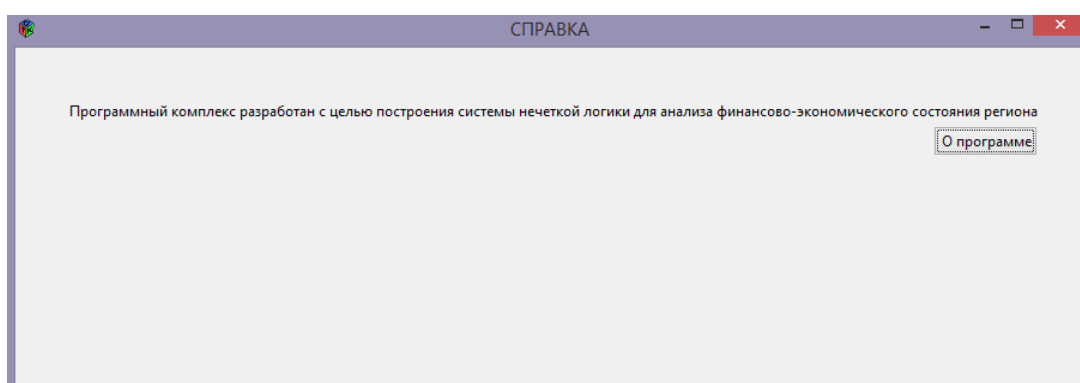 СПРАВКА
Программный комплекс разработан с целью построения системы нечеткой логики для анализа финансово-экономического состояния региона
О программе